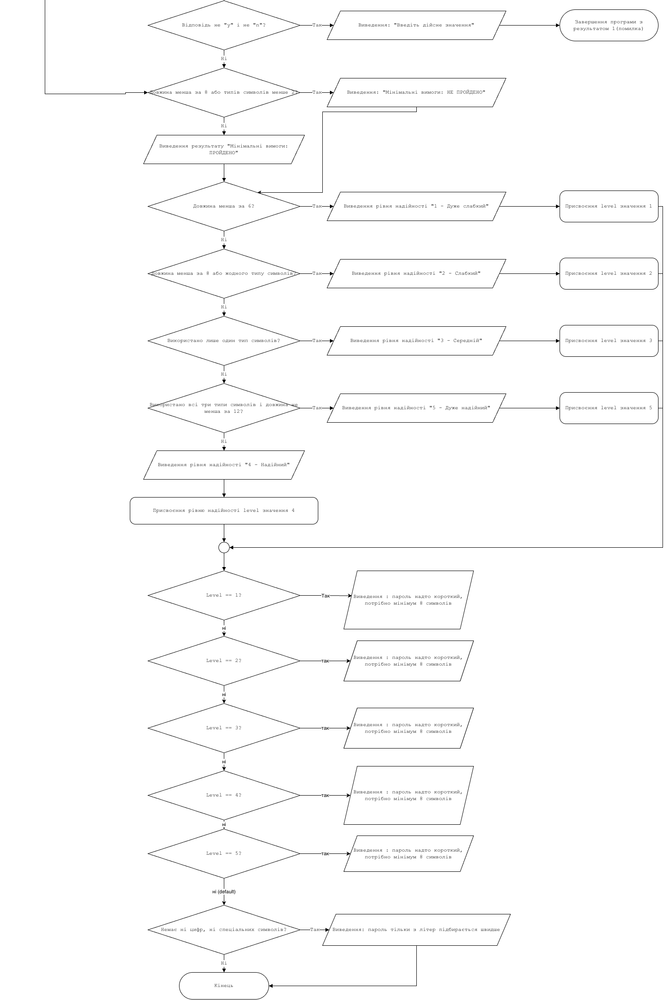 Відповідь не "y" і не "n"?
Так
Виведення: "Введіть дійсне значення"
Завершення програми з
результатом 1(помилка)
Ні
Довжина менша за 8 або типів символів менше 2?
Так
Виведення: "Мінімальні вимоги: НЕ ПРОЙДЕНО"
Ні
Виведення результату "Мінімальні вимоги:
ПРОЙДЕНО"
Довжина менша за 6?
Так
Виведення рівня надійності "1 - Дуже слабкий"
Присвоєння level значення 1
Ні
Довжина менша за 8 або жодного типу символів?
Так
Виведення рівня надійності "2 - Слабкий"
Присвоєння level значення 2
Ні
Використано лише один тип символів?
Так
Виведення рівня надійності "3 - Середній"
Присвоєння level значення 3
Ні
Використано всі три типи символів і довжина не
менша за 12?
Так
Виведення рівня надійності "5 - Дуже надійний"
Присвоєння level значення 5
Ні
Виведення рівня надійності "4 - Надійний"
Присвоєння рівню надійності level значення 4
Level == 1?
Так
Виведення : пароль надто короткий,
потрібно мінімум 8 символів
ні
Level == 2?
так
Виведення : пароль надто короткий,
потрібно мінімум 8 символів
ні
Level == 3?
так
Виведення : пароль надто короткий,
потрібно мінімум 8 символів
ні
Level == 4?
так
Виведення : пароль надто короткий,
потрібно мінімум 8 символів
ні
Level == 5?
так
Виведення : пароль надто короткий,
потрібно мінімум 8 символів
ні (default)
Немає ні цифр, ні спеціальних символів?
Так
Виведення: пароль тільки з літер підбирається швидше
Ні
Кінець